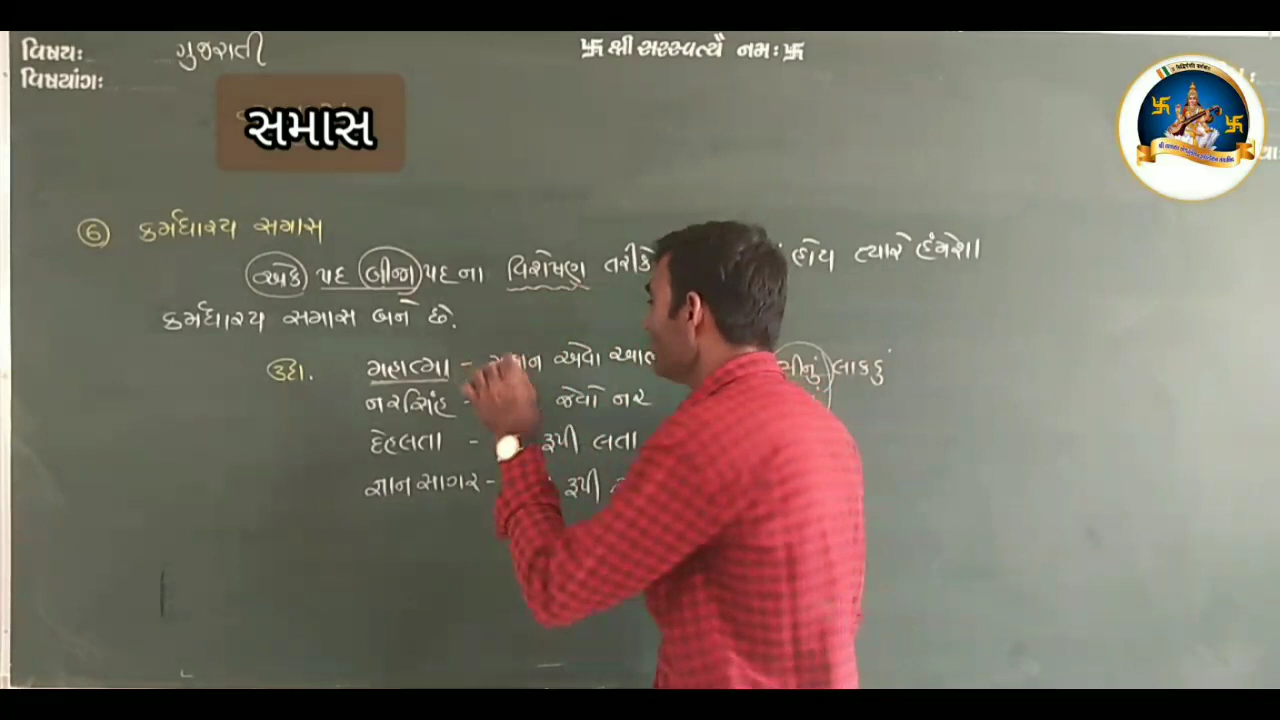 વિષય: ગુજરાતી
卐 શ્રી સરસ્વત્યૈ નમ: 卐
વિષયાંગ:
સમાસ
૬ કર્મધારય સમાસ
એક પદ બીજા પદના વિશેષણ તરીકે હોય ત્યારે હંમેશા
કર્મધારય સમાસ બને છે.
ઉદા. મહાત્મા - એવો લાકડું
નરસિંહ - જેવો નર
દેહલતા - રૂપી લતા
જ્ઞાનસાગર - રૂપી